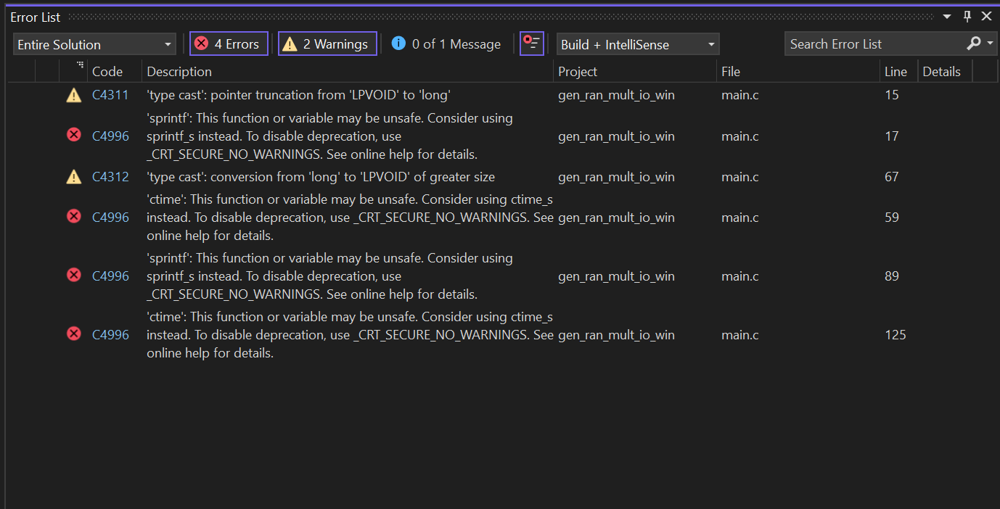 Error List
Entire Solution 4 Errors 2 Warnings 0 of 1 Message Build + IntelliSense Search Error List
Code Description Project File Line Details
C4311 'type cast': pointer truncation from 'LPVOID' to 'long' gen_ran_mult_io_win main.c 15
'sprintf': This function or variable may be unsafe. Consider using
C4996 sprintf_s instead. To disable deprecation, use gen_ran_mult_io_win main.c 17
_CRT_SECURE_NO_WARNINGS. See online help for details.
C4312 'type cast': conversion from 'long' to 'LPVOID' of greater size gen_ran_mult_io_win main.c 67
'ctime': This function or variable may be unsafe. Consider using ctime_s
C4996 instead. To disable deprecation, use _CRT_SECURE_NO_WARNINGS. See gen_ran_mult_io_win main.c 59
online help for details.
'sprintf': This function or variable may be unsafe. Consider using
C4996 sprintf_s instead. To disable deprecation, use gen_ran_mult_io_win main.c 89
_CRT_SECURE_NO_WARNINGS. See online help for details.
'ctime': This function or variable may be unsafe. Consider using ctime_s
C4996 instead. To disable deprecation, use _CRT_SECURE_NO_WARNINGS. See gen_ran_mult_io_win main.c 125
online help for details.